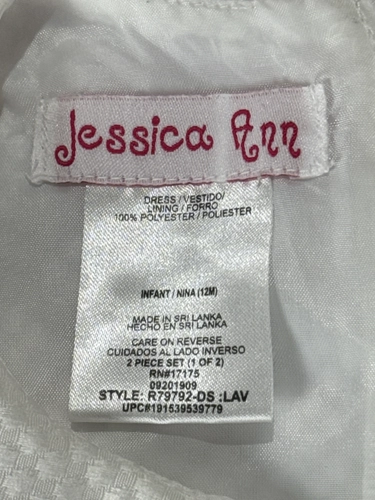 Jessica Ann
DRESS / VESTIDO/
LINING / FORRO
100% POLYESTER / POLIESTER
INFANT / NINA (12M)
MADE IN SRI LANKA
HECHO EN SRI LANKA
CARE ON REVERSE
CUIDADOS AL LADO INVERSO
2 PIECE SET (1 OF 2)
RN#17175
09201909
STYLE: R79792-DS :LAV
UPC#191539539779